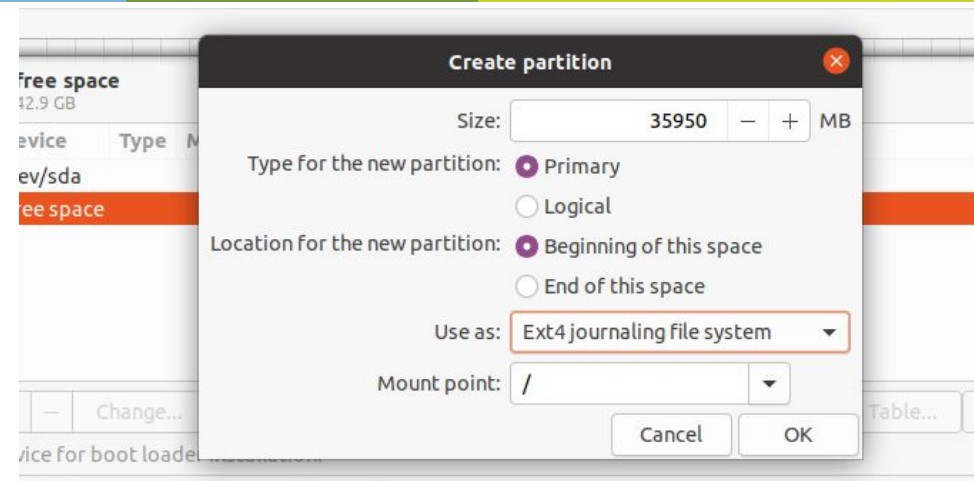 Create partition
free space
42.9 GB
Size: 35950 — + MB
evice Type M
Type for the new partition: Primary
ev/sda
Logical
ree space
Location for the new partition: Beginning of this space
End of this space
Use as: Ext4 journaling file system
Mount point: /
— Change... Table...
Cancel OK
vice for boot loader installation: